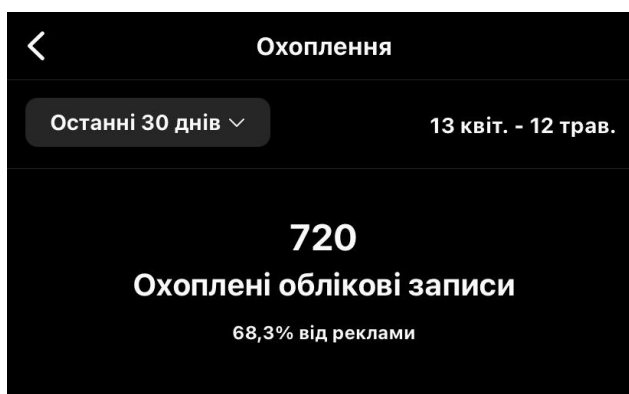 Охоплення
Останні 30 днів
13 квіт. - 12 трав.
720
Охоплені облікові записи
68,3% від реклами